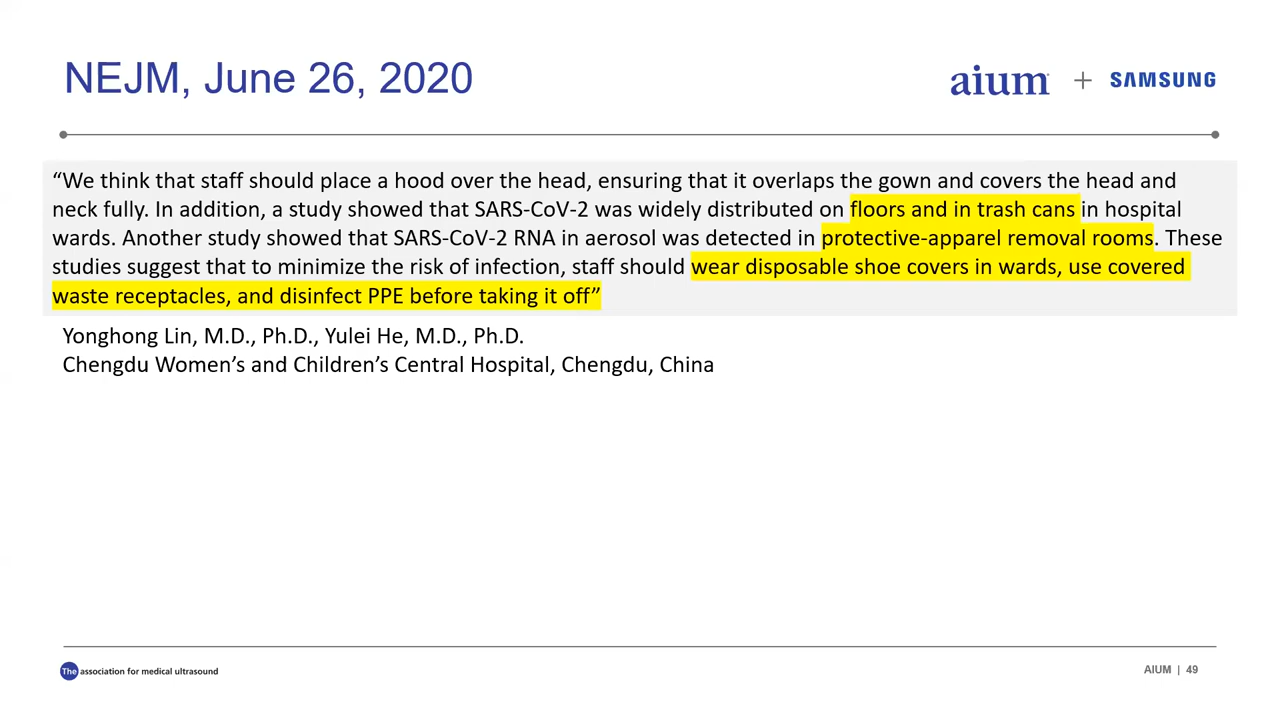 NEJM, June 26, 2020
aium + SAMSUNG
“We think that staff should place a hood over the head, ensuring that it overlaps the gown and covers the head and
neck fully. In addition, a study showed that SARS-CoV-2 was widely distributed on floors and in trash cans in hospital
wards. Another study showed that SARS-CoV-2 RNA in aerosol was detected in protective-apparel removal rooms. These
studies suggest that to minimize the risk of infection, staff should wear disposable shoe covers in wards, use covered
waste receptacles, and disinfect PPE before taking it off”
Yonghong Lin, M.D., Ph.D., Yulei He, M.D., Ph.D.
Chengdu Women’s and Children’s Central Hospital, Chengdu, China
The association for medical ultrasound
AIUM | 49